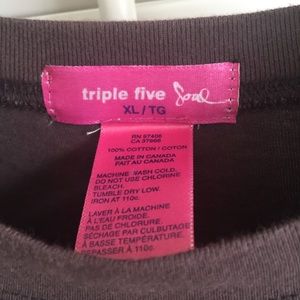 triple five Soul
XL / TG
RN 97406
CA 37966
100% COTTON / COTON
MADE IN CANADA
FAIT AU CANADA
MACHINE WASH COLD.
DO NOT USE CHLORINE
BLEACH.
TUMBLE DRY LOW.
IRON AT 110c.
LAVER À LA MACHINE
À L'EAU FROIDE.
PAS DE CHLORURE.
SÉCHAGE PAR CULBUTAGE
À BASSE TEMPÉRATURE.
REPASSER À 110c.